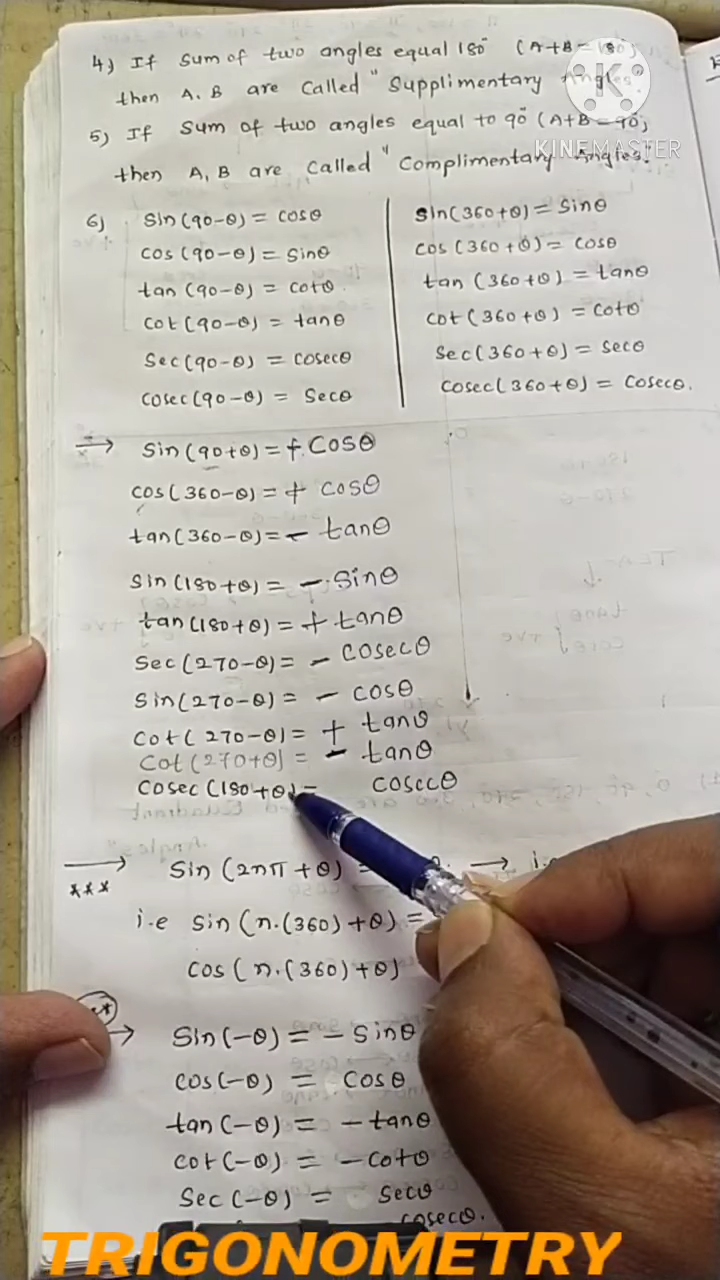 4) If sum of two angles equal 180° (A+B=180)
then A, B are called "Supplimentary Angles."
KINEMASTER
5) If sum of two angles equal to 90° (A+B=90)
then A, B are called "Complimentary Angles."
6) sin(90-θ) = cosθ
cos(90-θ) = sinθ
tan(90-θ) = cotθ
cot(90-θ) = tanθ
Sec(90-θ) = cosecθ
cosec(90-θ) = Secθ
sin(360+θ) = sinθ
cos(360+θ) = cosθ
tan(360+θ) = tanθ
cot(360+θ) = cotθ
sec(360+θ) = secθ
cosec(360+θ) = cosecθ.
→ sin(90+θ) = + cosθ
cos(360-θ) = + cosθ
tan(360-θ) = - tanθ
sin(180+θ) = - sinθ
tan(180+θ) = + tanθ
sec(270-θ) = - cosecθ
sin(270-θ) = - cosθ
cot(270-θ) = + tanθ
cot(270+θ) = - tanθ
cosec(180+θ) = cosecθ
→ sin(2nπ+θ) = → i.
***
i.e sin(n.(360)+θ) =
cos(n.(360)+θ)
→ sin(-θ) = - sinθ
cos(-θ) = cosθ
tan(-θ) = - tanθ
cot(-θ) = - cotθ
sec(-θ) = secθ
cosecθ.
TRIGONOMETRY